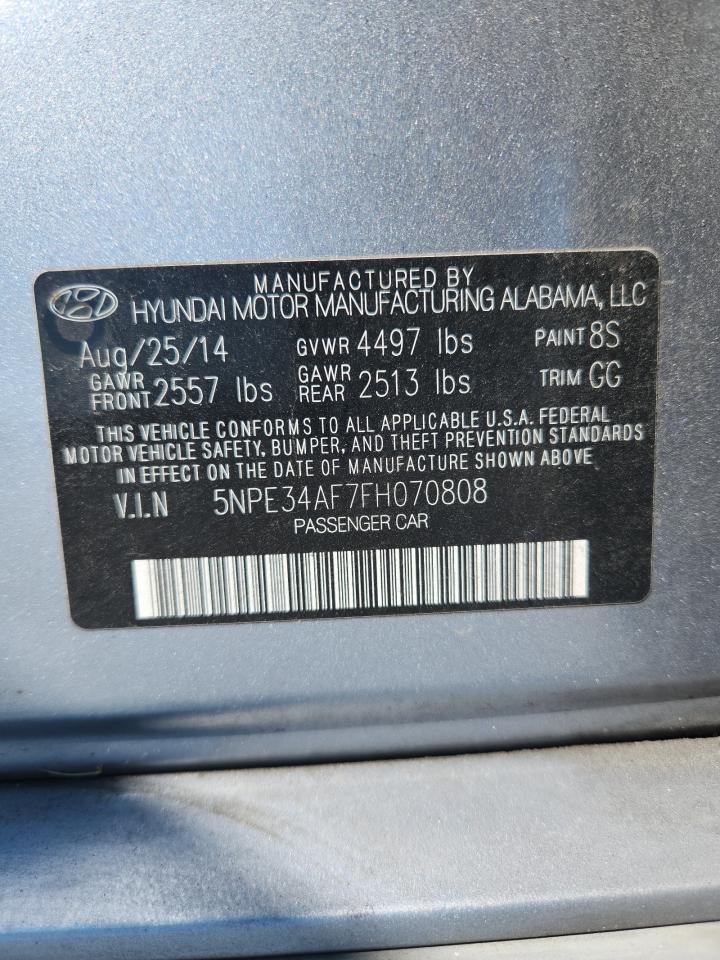 MANUFACTURED BY
HYUNDAI MOTOR MANUFACTURING ALABAMA, LLC
Aug/25/14 GVWR 4497 lbs PAINT 8S
GAWR FRONT 2557 lbs GAWR REAR 2513 lbs TRIM GG
THIS VEHICLE CONFORMS TO ALL APPLICABLE U.S.A. FEDERAL
MOTOR VEHICLE SAFETY, BUMPER, AND THEFT PREVENTION STANDARDS
IN EFFECT ON THE DATE OF MANUFACTURE SHOWN ABOVE
V.I.N 5NPE34AF7FH070808
PASSENGER CAR